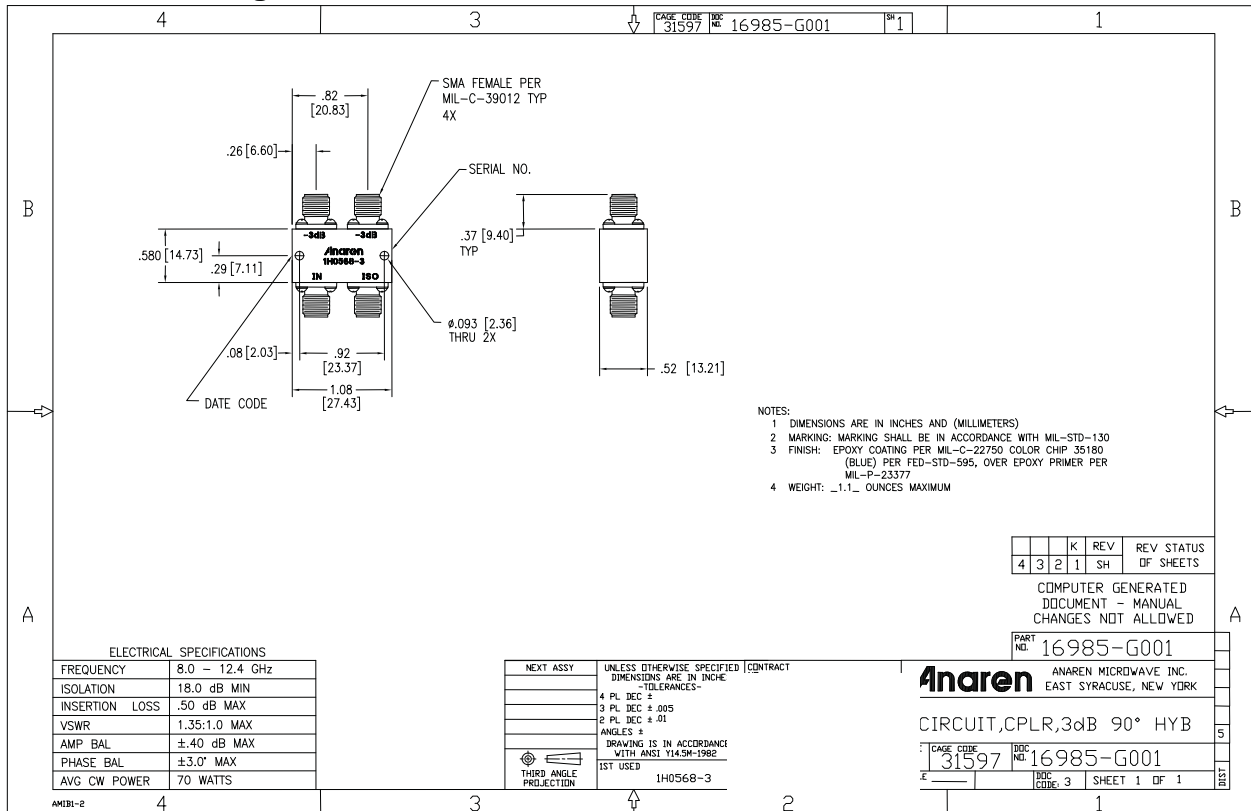 4
3
CAGE CODE 31597
DOC NO. 16985-G001
SH 1
1
SMA FEMALE PER
MIL-C-39012 TYP
4X
.82
[20.83]
.26 [6.60]
SERIAL NO.
B
B
-3dB -3dB
Anaren
1H0568-3
IN ISO
.37 [9.40]
TYP
.580 [14.73]
.29 [7.11]
Ø.093 [2.36]
THRU 2X
.08 [2.03]
.92
[23.37]
.52 [13.21]
1.08
[27.43]
DATE CODE
NOTES:
1 DIMENSIONS ARE IN INCHES AND (MILLIMETERS)
2 MARKING: MARKING SHALL BE IN ACCORDANCE WITH MIL-STD-130
3 FINISH: EPOXY COATING PER MIL-C-22750 COLOR CHIP 35180
(BLUE) PER FED-STD-595, OVER EPOXY PRIMER PER
MIL-P-23377
4 WEIGHT: _1.1_ OUNCES MAXIMUM
K REV
4 3 2 1 SH
REV STATUS
OF SHEETS
COMPUTER GENERATED
DOCUMENT - MANUAL
CHANGES NOT ALLOWED
A
A
PART NO. 16985-G001
ELECTRICAL SPECIFICATIONS
FREQUENCY 8.0 - 12.4 GHz
ISOLATION 18.0 dB MIN
INSERTION LOSS .50 dB MAX
VSWR 1.35:1.0 MAX
AMP BAL ±.40 dB MAX
PHASE BAL ±3.0° MAX
AVG CW POWER 70 WATTS
NEXT ASSY
UNLESS OTHERWISE SPECIFIED
DIMENSIONS ARE IN INCHE
-TOLERANCES-
4 PL DEC ±
3 PL DEC ± .005
2 PL DEC ± .01
ANGLES ±
DRAWING IS IN ACCORDANCE
WITH ANSI Y14.5M-1982
1ST USED
1H0568-3
THIRD ANGLE
PROJECTION
CONTRACT
Anaren
ANAREN MICROWAVE INC.
EAST SYRACUSE, NEW YORK
CIRCUIT,CPLR,3dB 90° HYB
CAGE CODE 31597
DOC NO. 16985-G001
DOC CODE: 3
SHEET 1 OF 1
5
DIST
AMIB1-2
4
3
2
1